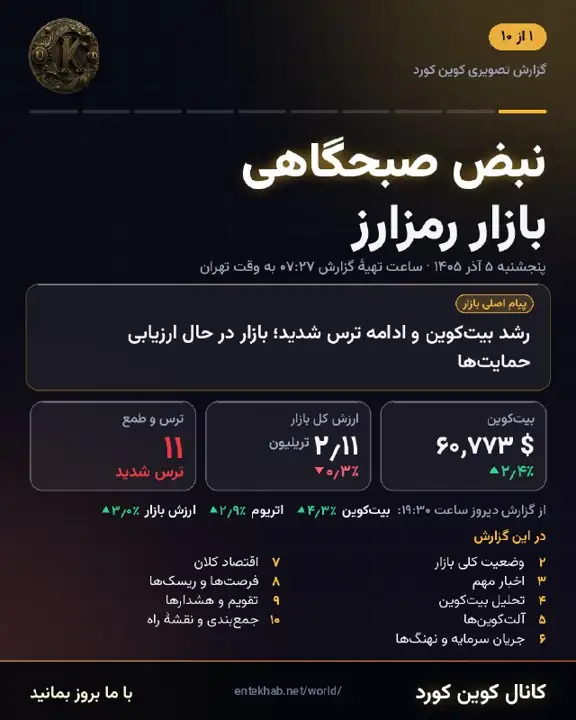 ۱ از ۱۰
گزارش تصویری کوین کورد
K
نبض صبحگاهی
بازار رمزارز
پنجشنبه ۵ آذر ۱۴۰۵ · ساعت تهیهٔ گزارش ۰۷:۲۷ به وقت تهران
پیام اصلی بازار
رشد بیت‌کوین و ادامه ترس شدید؛ بازار در حال ارزیابی
حمایت‌ها
بیت‌کوین
۶۰,۷۷۳ $
▲۲٫۴٪
ارزش کل بازار
۲٫۱۱ تریلیون
▼۰٫۳٪
ترس و طمع
۱۱
ترس شدید
از گزارش دیروز ساعت ۱۹:۳۰: بیت‌کوین ▲۴٫۳٪ اتریوم ▲۲٫۹٪ ارزش بازار ▲۳٫۰٪
در این گزارش
۲ وضعیت کلی بازار
۳ اخبار مهم
۴ تحلیل بیت‌کوین
۵ آلت‌کوین‌ها
۶ جریان سرمایه و نهنگ‌ها
۷ اقتصاد کلان
۸ فرصت‌ها و ریسک‌ها
۹ تقویم و هشدارها
۱۰ جمع‌بندی و نقشهٔ راه
کانال کوین کورد
entekhab.net/world/
با ما بروز بمانید